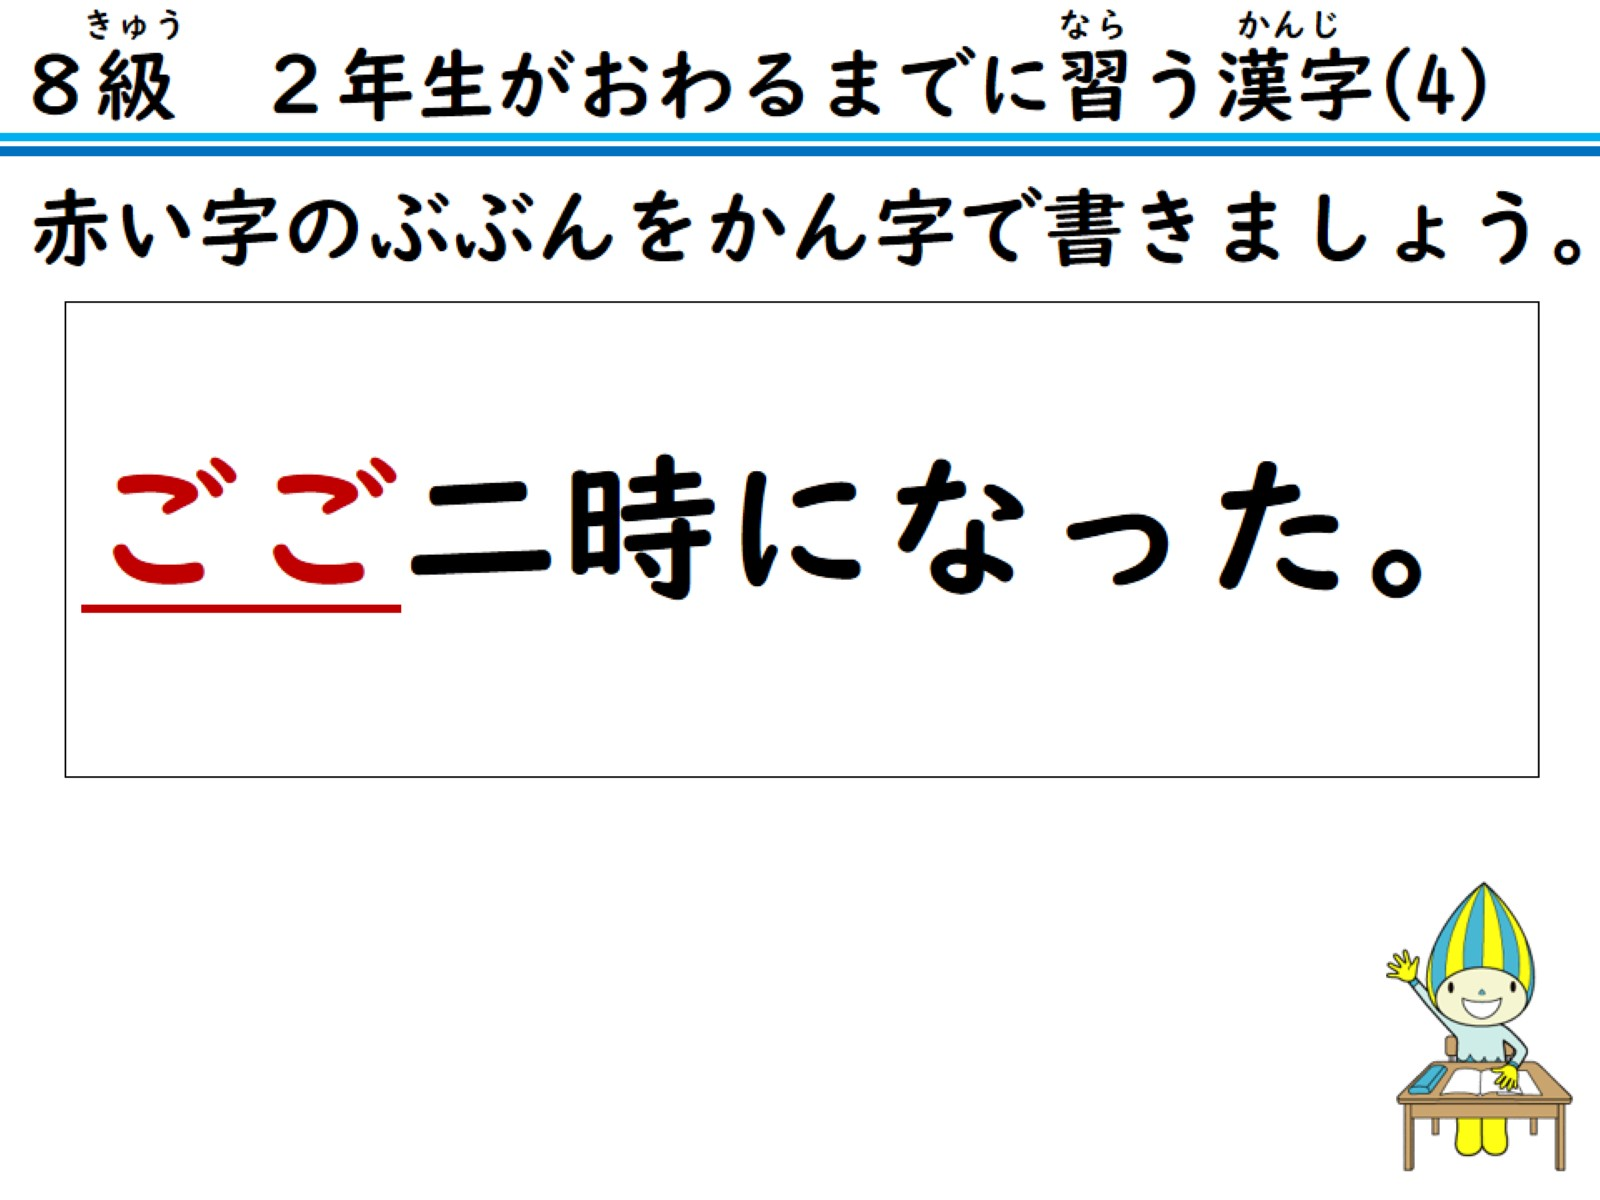 きゅう なら かんじ
8級 2年生がおわるまでに習う漢字(4)
赤い字のぶぶんをかん字で書きましょう。
ごご二時になった。